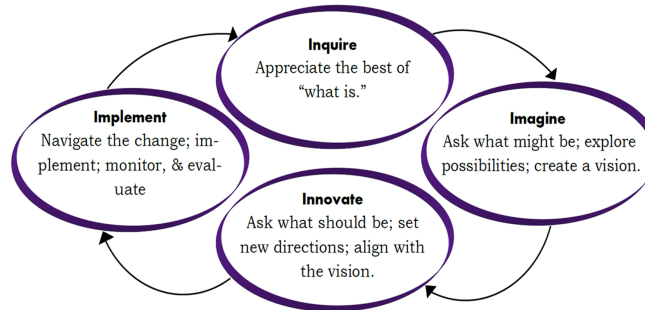 Inquire
Appreciate the best of
“what is.”
Imagine
Ask what might be; explore
possibilities; create a vision.
Innovate
Ask what should be; set
new directions; align with
the vision.
Implement
Navigate the change; im-
plement; monitor, & eval-
uate